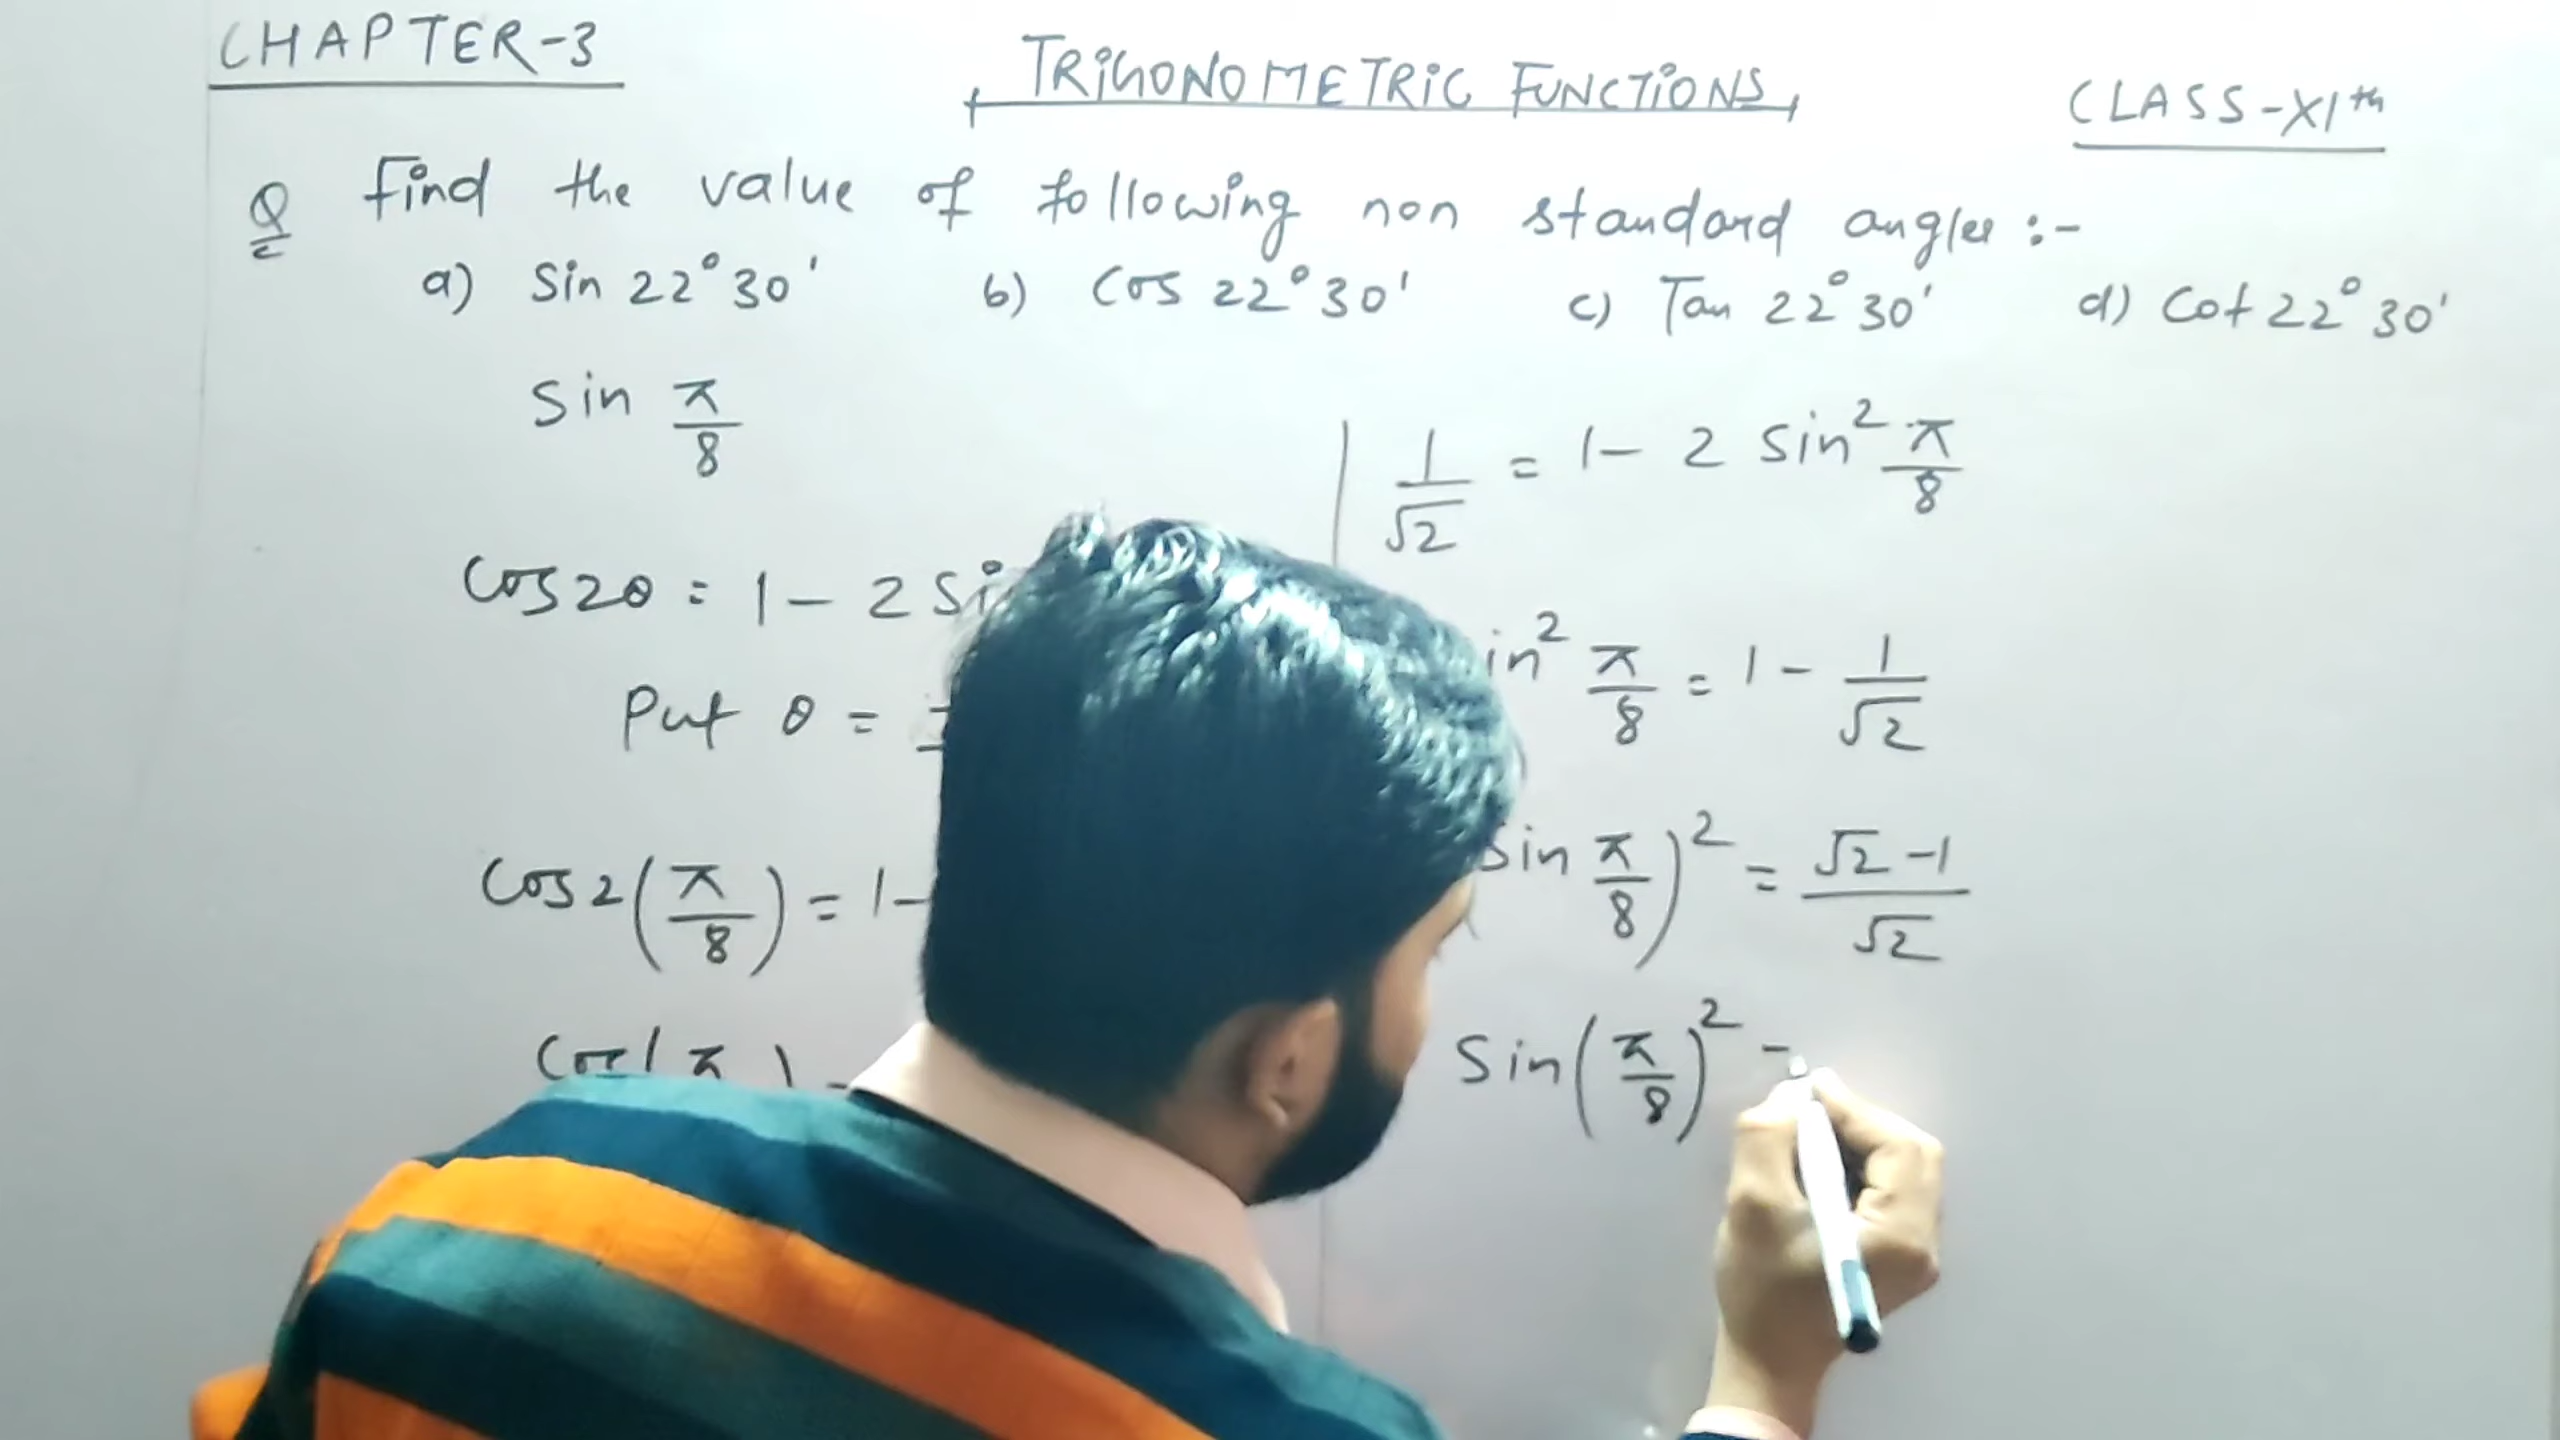 CHAPTER-3
TRIGONOMETRIC FUNCTIONS
CLASS-XIth
Q Find the value of following non standard angles :-
a) Sin 22°30' b) Cos 22°30' c) Tan 22°30' d) Cot 22°30'
Sin π/8
Cos2θ = 1 - 2 Si
Put θ =
Cos2(π/8) = 1 -
Cos(π
1/√2 = 1 - 2 Sin² π/8
in² π/8 = 1 - 1/√2
Sin π/8)² = √2 - 1/√2
Sin(π/8)² -